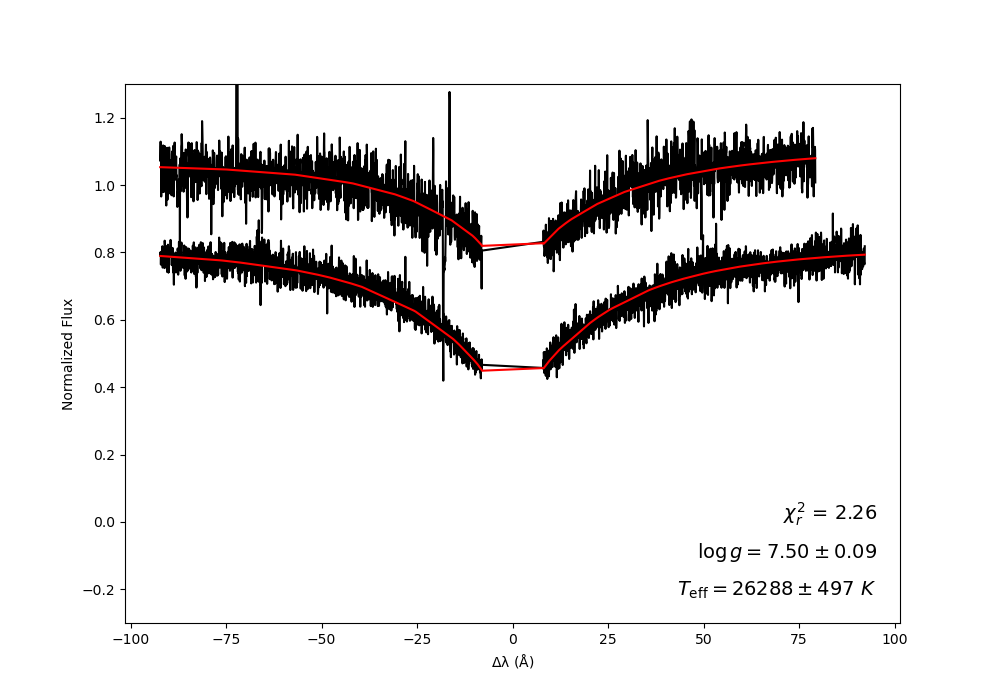 1.2
1.0
0.8
0.6
0.4
0.2
0.0
−0.2
Normalized Flux
χ²ᵣ = 2.26
log g = 7.50 ± 0.09
T_eff = 26288 ± 497 K
−100 −75 −50 −25 0 25 50 75 100
Δλ (Å)